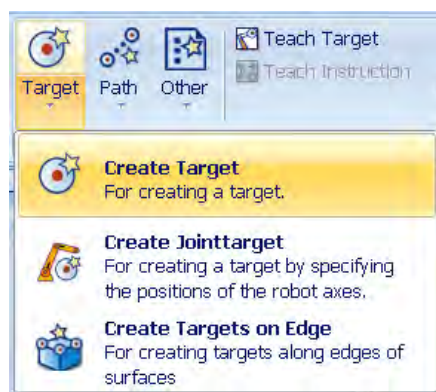 Teach Target
Teach Instruction
Target Path Other
Create Target
For creating a target.
Create Jointtarget
For creating a target by specifying
the positions of the robot axes.
Create Targets on Edge
For creating targets along edges of
surfaces